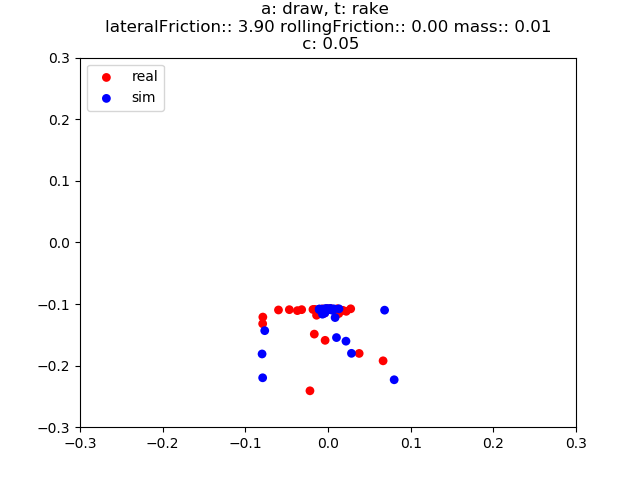 a: draw, t: rake
lateralFriction:: 3.90 rollingFriction:: 0.00 mass:: 0.01
c: 0.05
real
sim
0.3
0.2
0.1
0.0
−0.1
−0.2
−0.3
−0.3
−0.2
−0.1
0.0
0.1
0.2
0.3